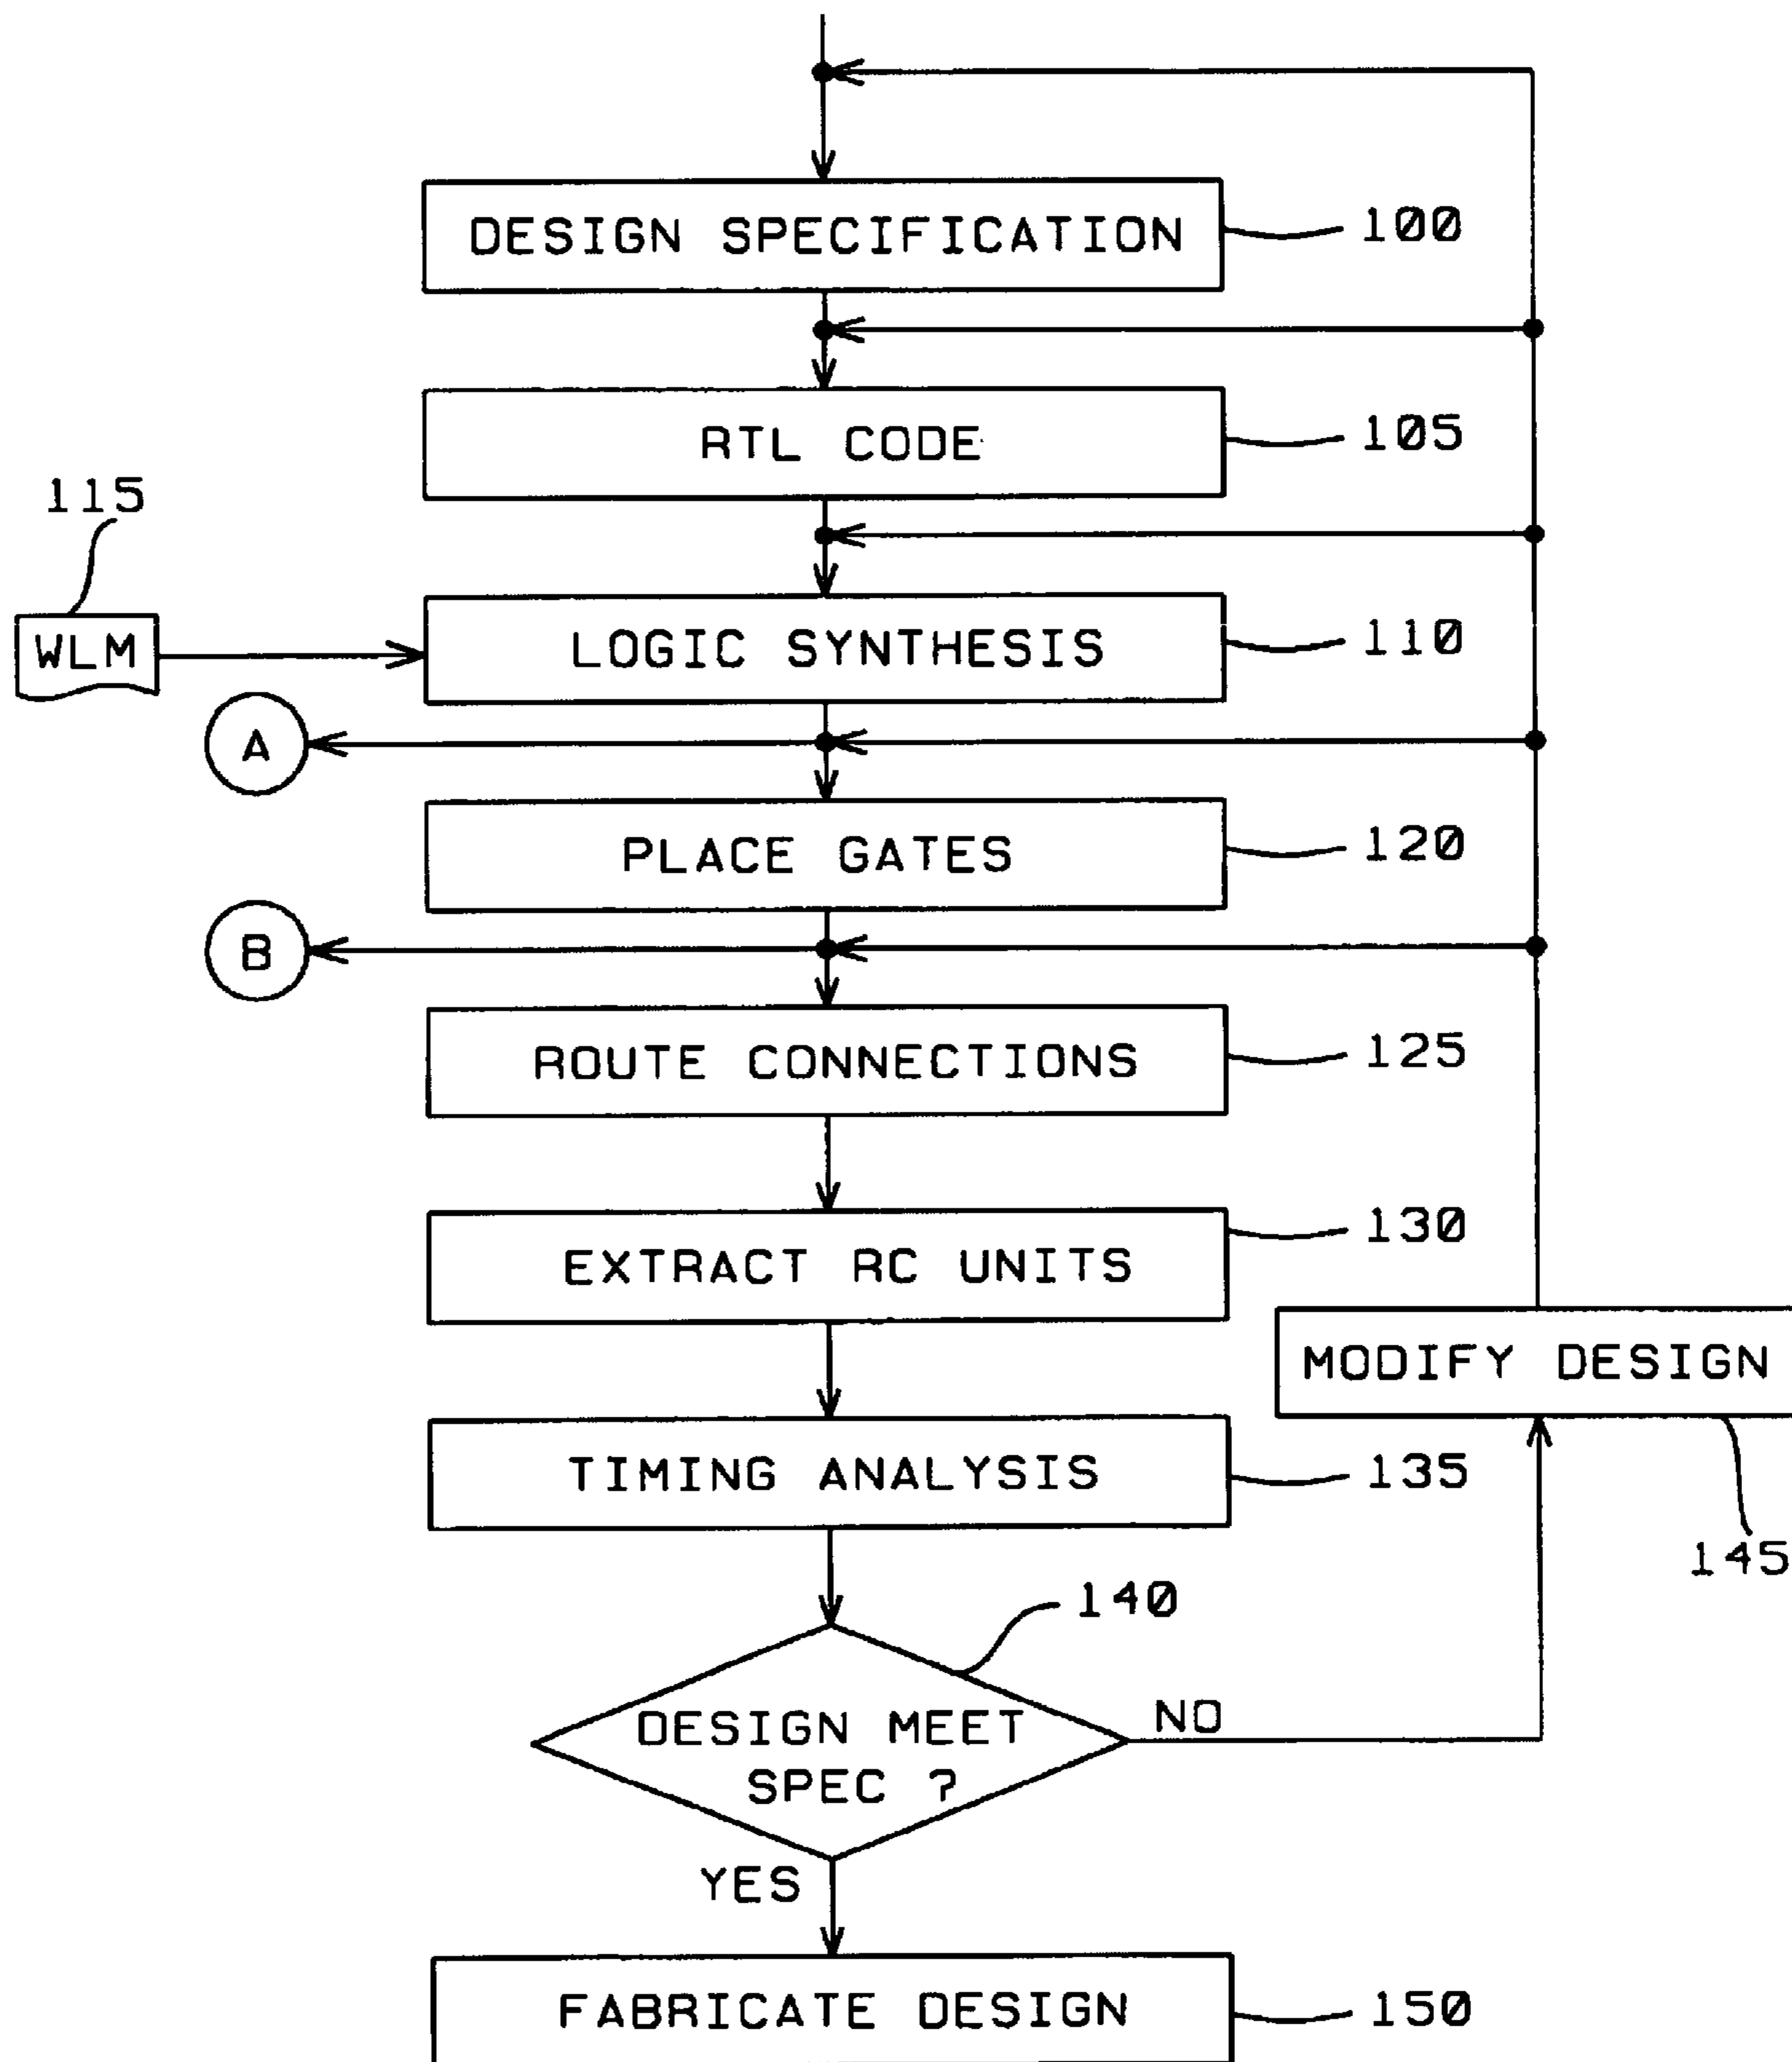 DESIGN SPECIFICATION
100
RTL CODE
105
115
WLM
LOGIC SYNTHESIS
110
A
PLACE GATES
120
B
ROUTE CONNECTIONS
125
EXTRACT RC UNITS
130
MODIFY DESIGN
TIMING ANALYSIS
135
145
140
DESIGN MEET
SPEC ?
NO
YES
FABRICATE DESIGN
150